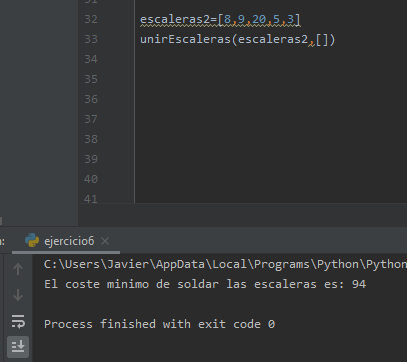 32 escaleras2=[8,9,20,5,3]
33 unirEscaleras(escaleras2,[])
34
35
36
37
38
39
40
41
ejercicio6 ×
C:\Users\Javier\AppData\Local\Programs\Python\Python
El coste minimo de soldar las escaleras es: 94
Process finished with exit code 0